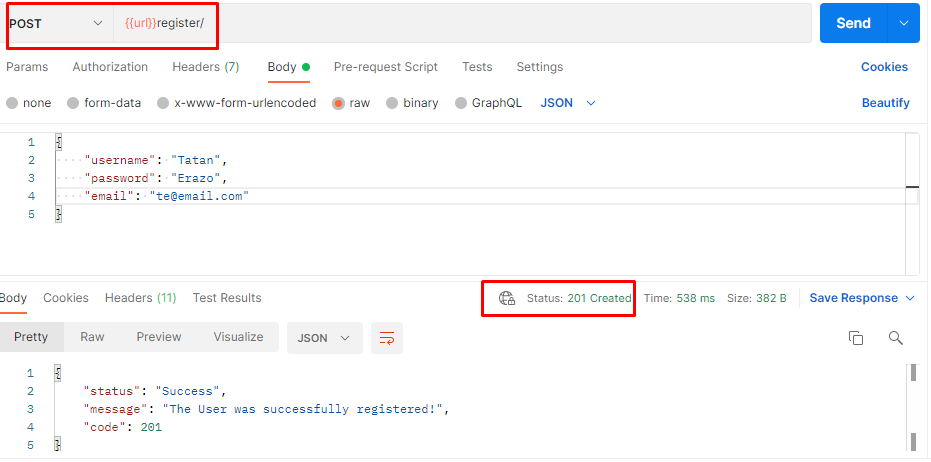 POST {{url}}register/ Send
Params Authorization Headers (7) Body Pre-request Script Tests Settings Cookies
none form-data x-www-form-urlencoded raw binary GraphQL JSON Beautify
1 {
2 "username": "Tatan",
3 "password": "Erazo",
4 "email": "te@email.com"
5 }
Body Cookies Headers (11) Test Results Status: 201 Created Time: 538 ms Size: 382 B Save Response
Pretty Raw Preview Visualize JSON
1 {
2 "status": "Success",
3 "message": "The User was successfully registered!",
4 "code": 201
5 }